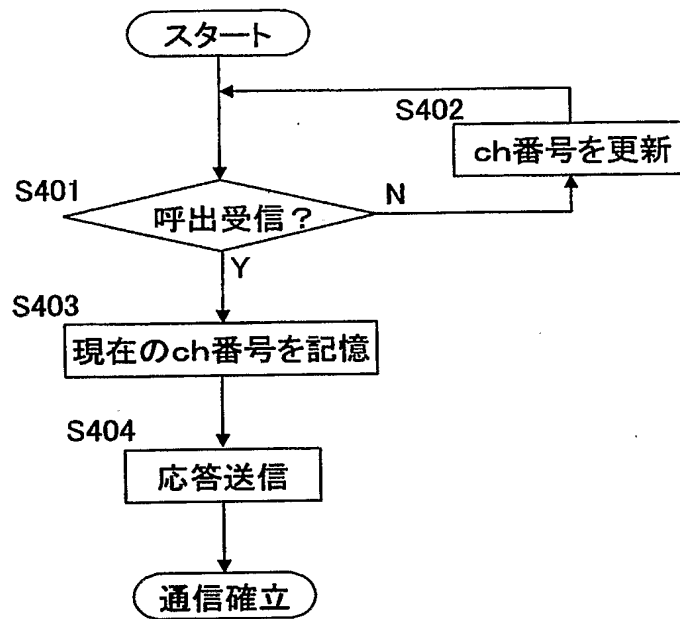 スタート
S402
ch番号を更新
S401
呼出受信?
N
Y
S403
現在のch番号を記憶
S404
応答送信
通信確立